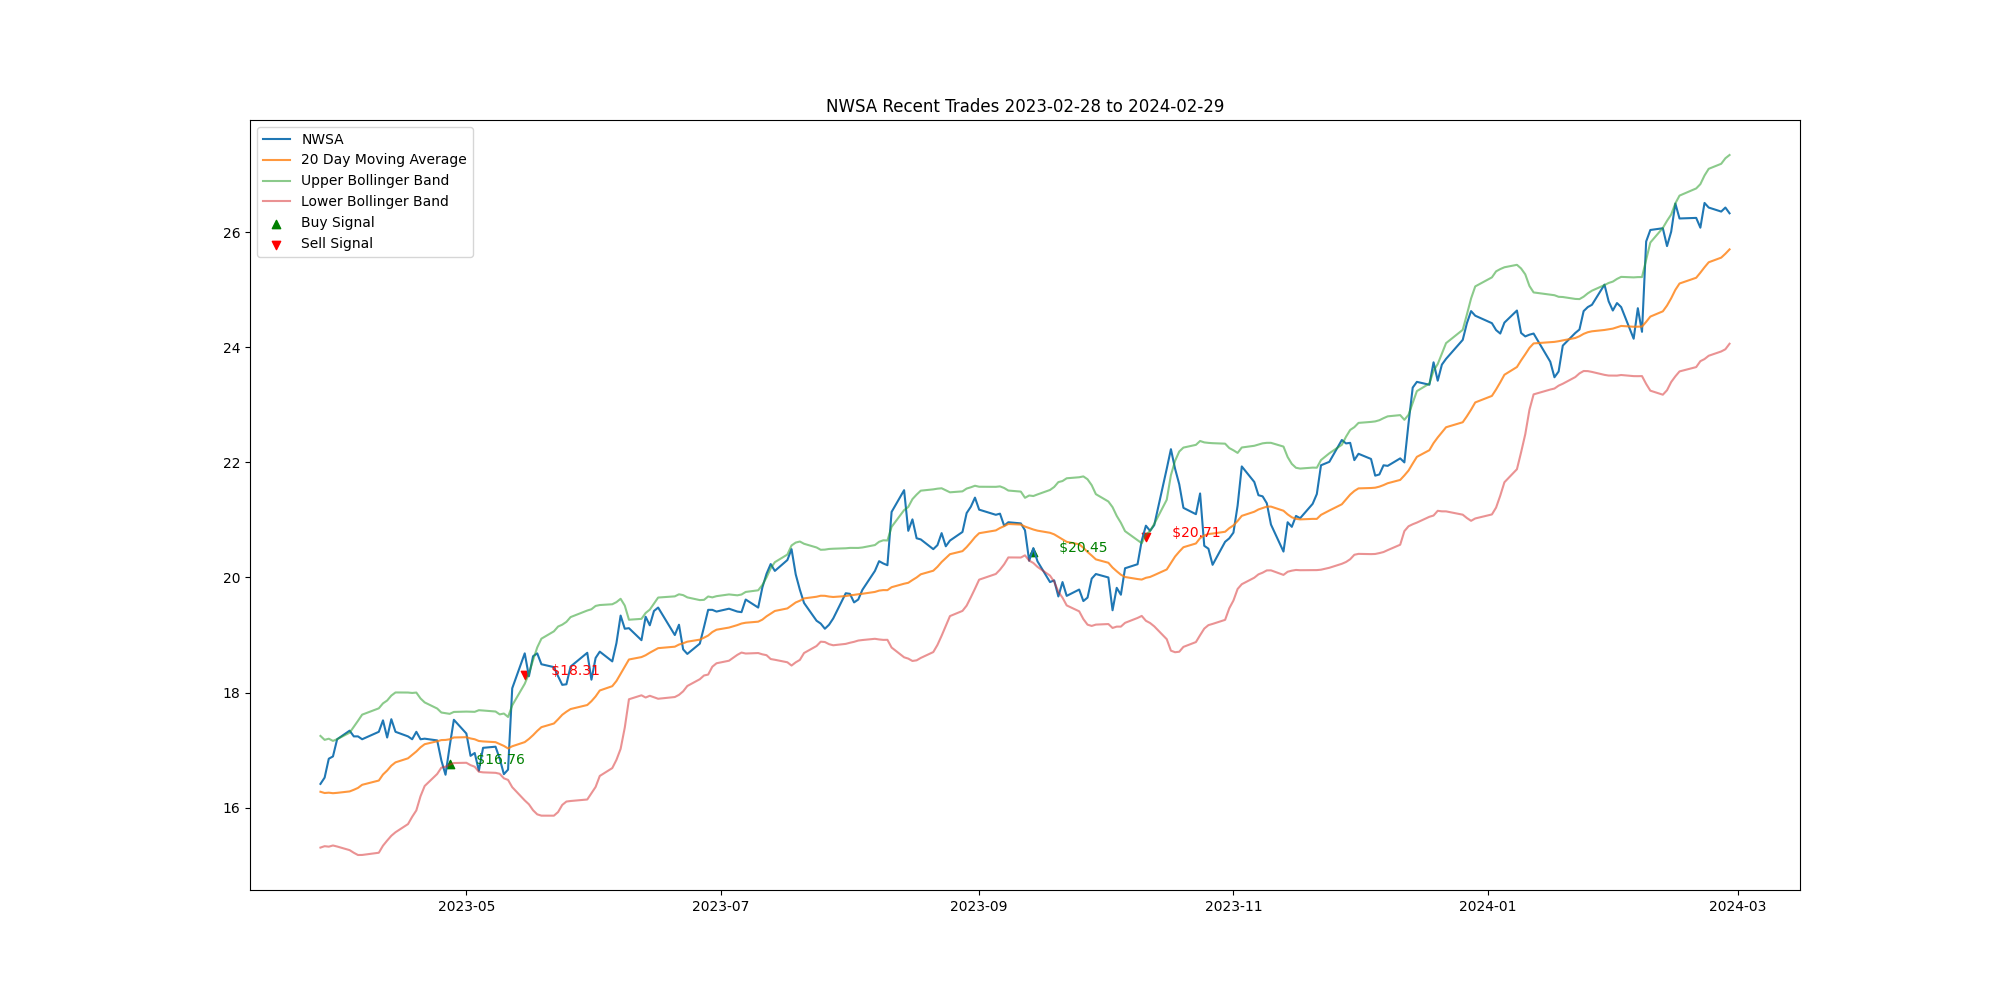 NWSA Recent Trades 2023-02-28 to 2024-02-29
NWSA
20 Day Moving Average
Upper Bollinger Band
Lower Bollinger Band
Buy Signal
Sell Signal
26
24
22
20
18
16
$18.31
$16.76
$20.45
$20.71
2023-05
2023-07
2023-09
2023-11
2024-01
2024-03